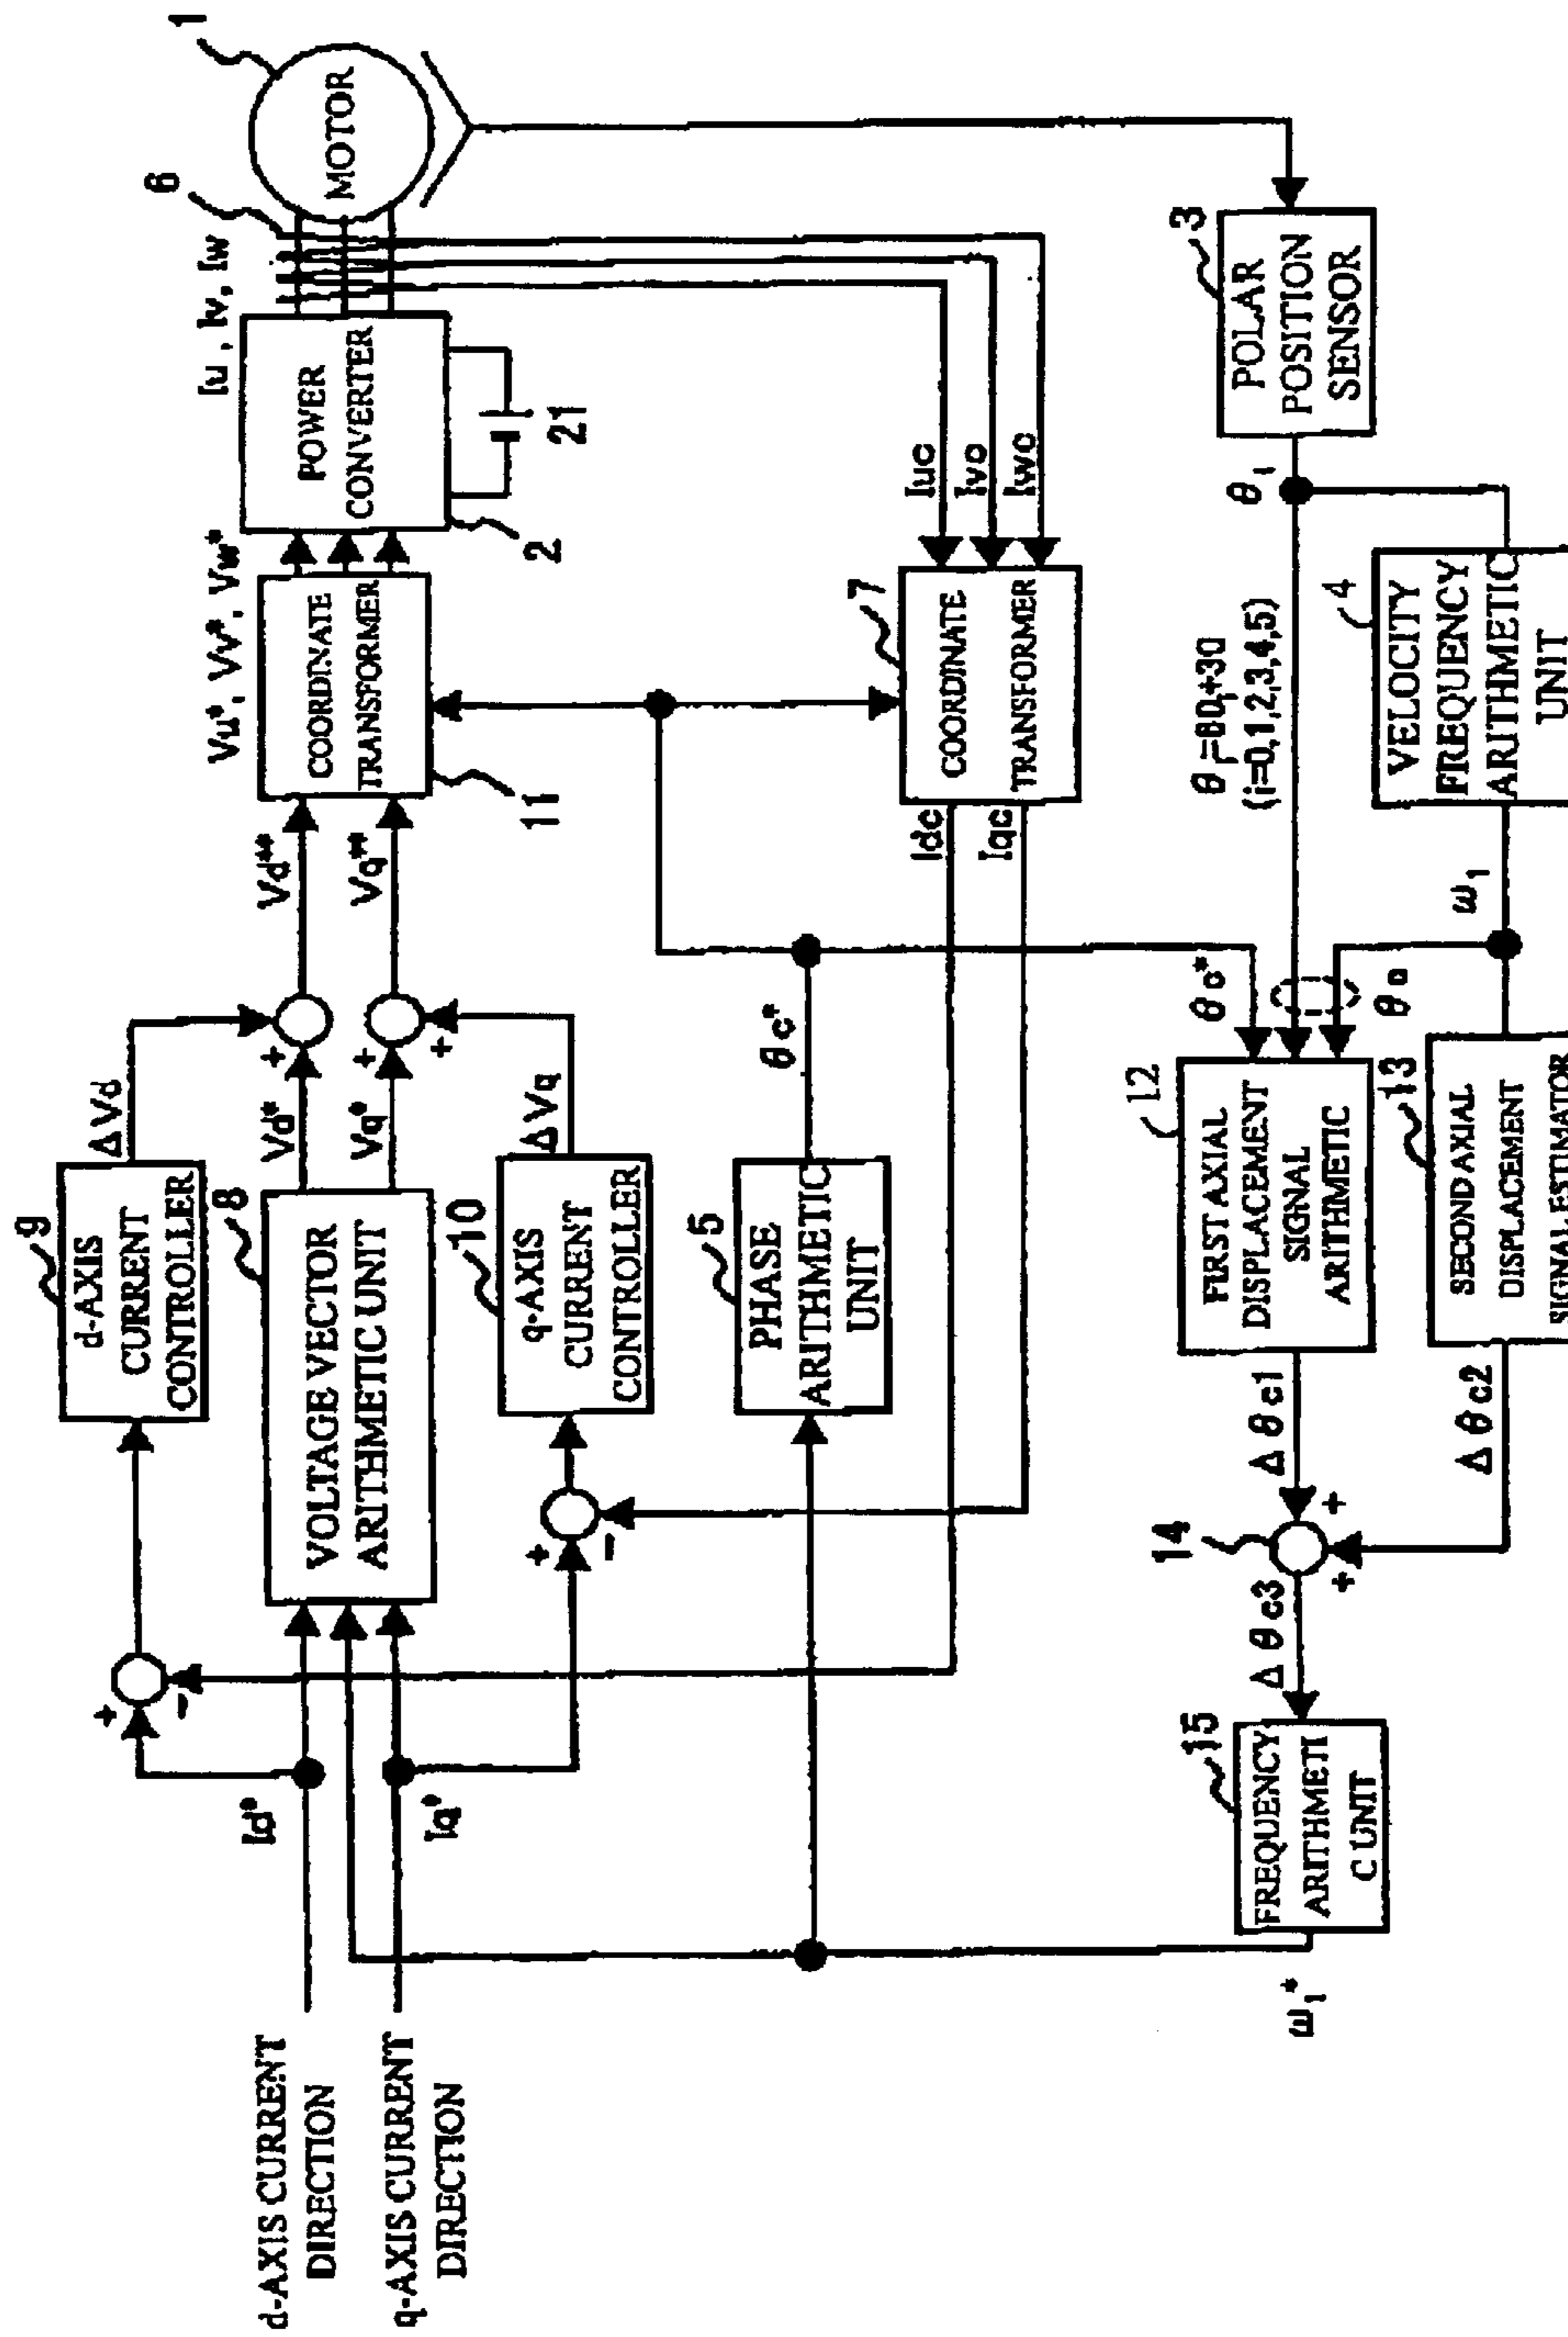 1
6
Iu , Iv , Iw
MOTOR
POWER
CONVERTER
21
2
Vu*, Vv*, Vw*
COORDINATE
TRANSFORMER
11
Vd**
Vq**
ΔVd
+
Vd*
+
Vq*
+
ΔVq
9
d-AXIS
CURRENT
CONTROLLER
8
VOLTAGE VECTOR
ARITHMETIC UNIT
10
q-AXIS
CURRENT
CONTROLLER
+
−
+
−
Id*
Iq*
d-AXIS CURRENT
DIRECTION
q-AXIS CURRENT
DIRECTION
5
PHASE
ARITHMETIC
UNIT
θc*
7
COORDINATE
TRANSFORMER
Iuc
Ivc
Iwc
Idc
Iqc
3
POLAR
POSITION
SENSOR
θ i
θ i=60i+30
(i=0,1,2,3,4,5)
4
VELOCITY
FREQUENCY
ARITHMETIC
UNIT
ω1
θc*
12
FIRST AXIAL
DISPLACEMENT
SIGNAL
ARITHMETIC
13
SECOND AXIAL
DISPLACEMENT
SIGNAL ESTIMATOR
Δθc1
Δθc2
14
+
+
Δθc3
15
FREQUENCY
ARITHMETI
C UNIT
ω1*